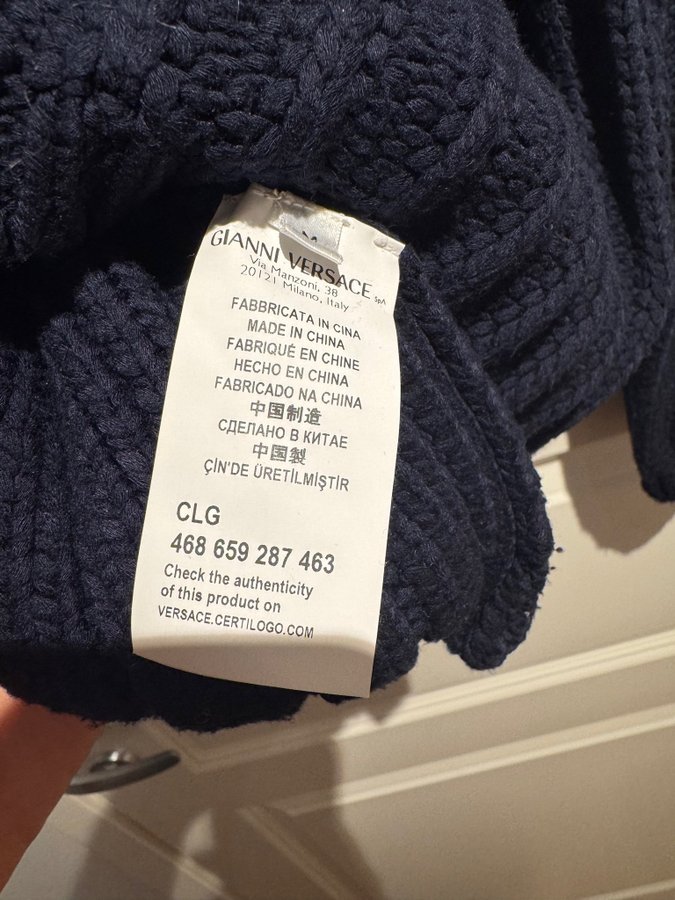 GIANNI VERSACE SpA
Via Manzoni, 38
20121 Milano, Italy
FABBRICATA IN CINA
MADE IN CHINA
FABRIQUÉ EN CHINE
HECHO EN CHINA
FABRICADO NA CHINA
中国制造
СДЕЛАНО В КИТАЕ
中国製
ÇİN'DE ÜRETİLMİŞTİR
CLG
468 659 287 463
Check the authenticity
of this product on
VERSACE.CERTILOGO.COM